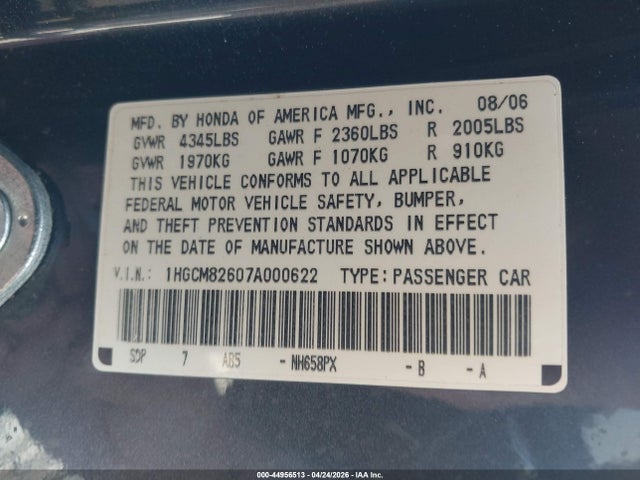 MFD. BY HONDA OF AMERICA MFG., INC. 08/06
GVWR 4345LBS GAWR F 2360LBS R 2005LBS
GVWR 1970KG GAWR F 1070KG R 910KG
THIS VEHICLE CONFORMS TO ALL APPLICABLE
FEDERAL MOTOR VEHICLE SAFETY, BUMPER,
AND THEFT PREVENTION STANDARDS IN EFFECT
ON THE DATE OF MANUFACTURE SHOWN ABOVE.
V.I.N.: 1HGCM82607A000622 TYPE: PASSENGER CAR
SDP 7 AB5 - NH658PX - B - A
000-44956513 - 04/24/2026 - IAA Inc.